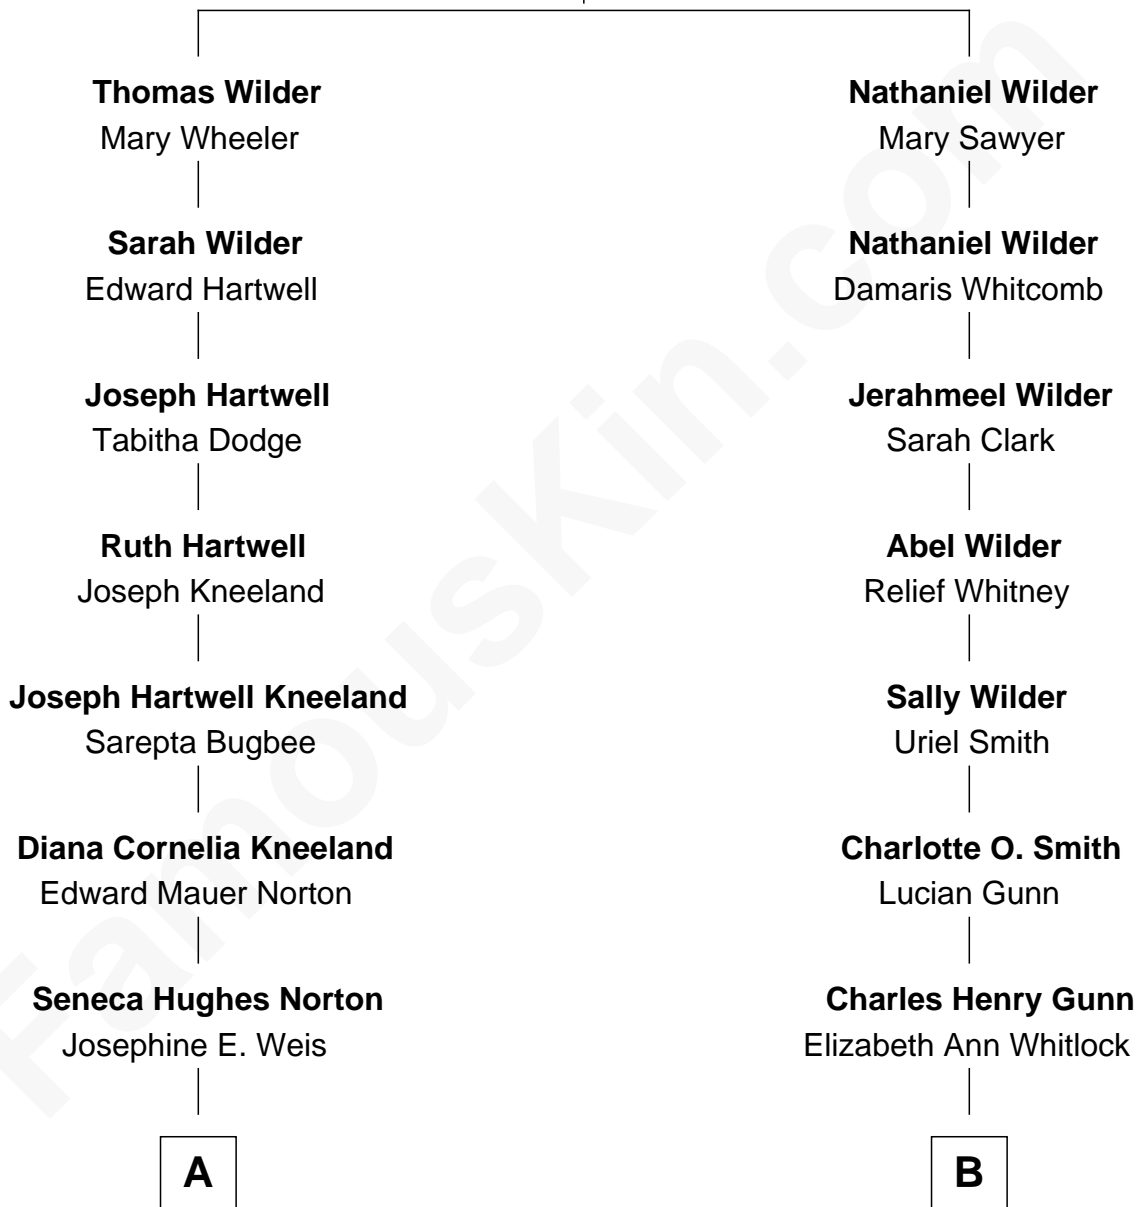 Thomas Wilder
Mary Wheeler
Sarah Wilder
Edward Hartwell
Joseph Hartwell
Tabitha Dodge
Ruth Hartwell
Joseph Kneeland
Joseph Hartwell Kneeland
Sarepta Bugbee
Diana Cornelia Kneeland
Edward Mauer Norton
Seneca Hughes Norton
Josephine E. Weis
A
Nathaniel Wilder
Mary Sawyer
Nathaniel Wilder
Damaris Whitcomb
Jerahmeel Wilder
Sarah Clark
Abel Wilder
Relief Whitney
Sally Wilder
Uriel Smith
Charlotte O. Smith
Lucian Gunn
Charles Henry Gunn
Elizabeth Ann Whitlock
B
FamousKin.com